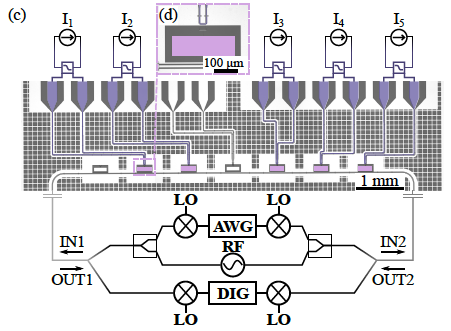 (c)
I1
I2
(d)
I3
I4
I5
100 μm
1 mm
LO
LO
AWG
IN1
RF
IN2
OUT1
OUT2
DIG
LO
LO